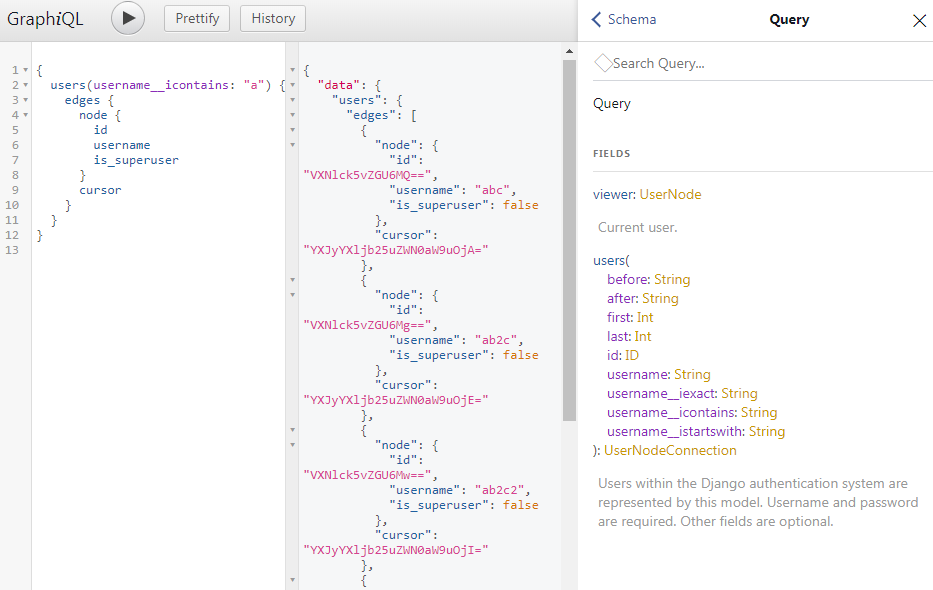 GraphiQL
Prettify
History
1 {
2 users(username__icontains: "a") {
3 edges {
4 node {
5 id
6 username
7 is_superuser
8 }
9 cursor
10 }
11 }
12 }
13
{
"data": {
"users": {
"edges": [
{
"node": {
"id":
"VXNlck5vZGU6MQ==",
"username": "abc",
"is_superuser": false
},
"cursor":
"YXJyYXljb25uZWN0aW9uOjA="
},
{
"node": {
"id":
"VXNlck5vZGU6Mg==",
"username": "ab2c",
"is_superuser": false
},
"cursor":
"YXJyYXljb25uZWN0aW9uOjE="
},
{
"node": {
"id":
"VXNlck5vZGU6Mw==",
"username": "ab2c2",
"is_superuser": false
},
"cursor":
"YXJyYXljb25uZWN0aW9uOjI="
},
{
Schema
Query
Search Query...
Query
FIELDS
viewer: UserNode
Current user.
users(
before: String
after: String
first: Int
last: Int
id: ID
username: String
username__iexact: String
username__icontains: String
username__istartswith: String
): UserNodeConnection
Users within the Django authentication system are
represented by this model. Username and password
are required. Other fields are optional.